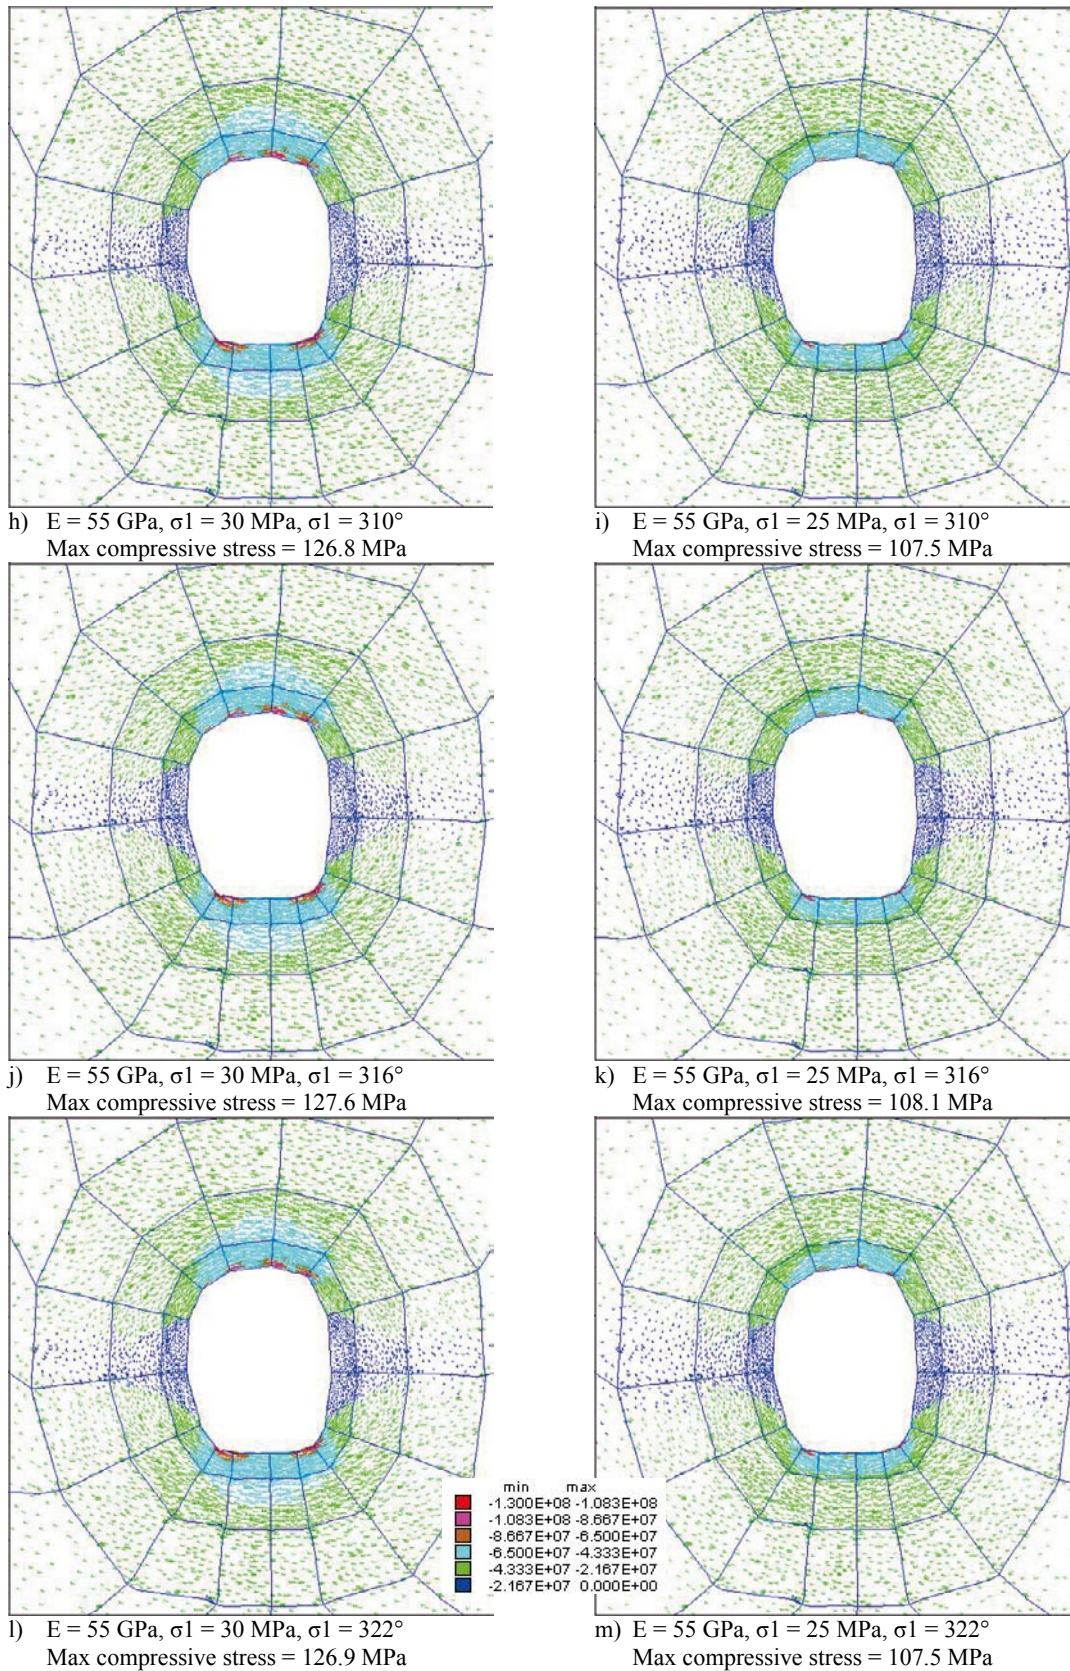 h) E = 55 GPa, σ1 = 30 MPa, σ1 = 310°
Max compressive stress = 126.8 MPa
i) E = 55 GPa, σ1 = 25 MPa, σ1 = 310°
Max compressive stress = 107.5 MPa
j) E = 55 GPa, σ1 = 30 MPa, σ1 = 316°
Max compressive stress = 127.6 MPa
k) E = 55 GPa, σ1 = 25 MPa, σ1 = 316°
Max compressive stress = 108.1 MPa
min max
-1.300E+08 -1.083E+08
-1.083E+08 -8.667E+07
-8.667E+07 -6.500E+07
-6.500E+07 -4.333E+07
-4.333E+07 -2.167E+07
-2.167E+07 0.000E+00
l) E = 55 GPa, σ1 = 30 MPa, σ1 = 322°
Max compressive stress = 126.9 MPa
m) E = 55 GPa, σ1 = 25 MPa, σ1 = 322°
Max compressive stress = 107.5 MPa